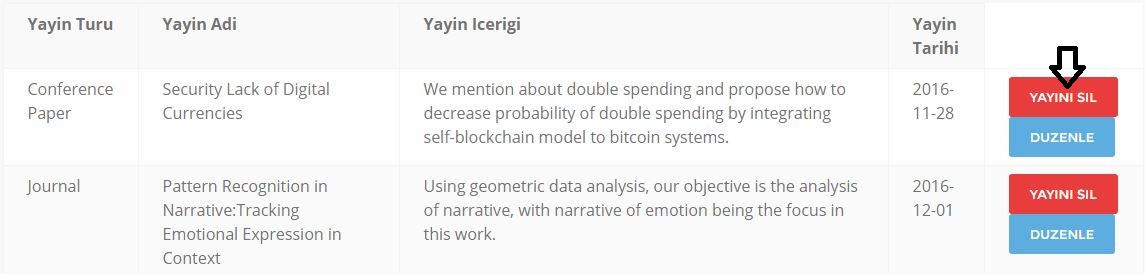 Yayin Turu
Yayin Adi
Yayin Icerigi
Yayin
Tarihi
Conference
Paper
Security Lack of Digital
Currencies
We mention about double spending and propose how to
decrease probability of double spending by integrating
self-blockchain model to bitcoin systems.
2016-
11-28
YAYINI SIL
DUZENLE
Journal
Pattern Recognition in
Narrative:Tracking
Emotional Expression in
Context
Using geometric data analysis, our objective is the analysis
of narrative, with narrative of emotion being the focus in
this work.
2016-
12-01
YAYINI SIL
DUZENLE